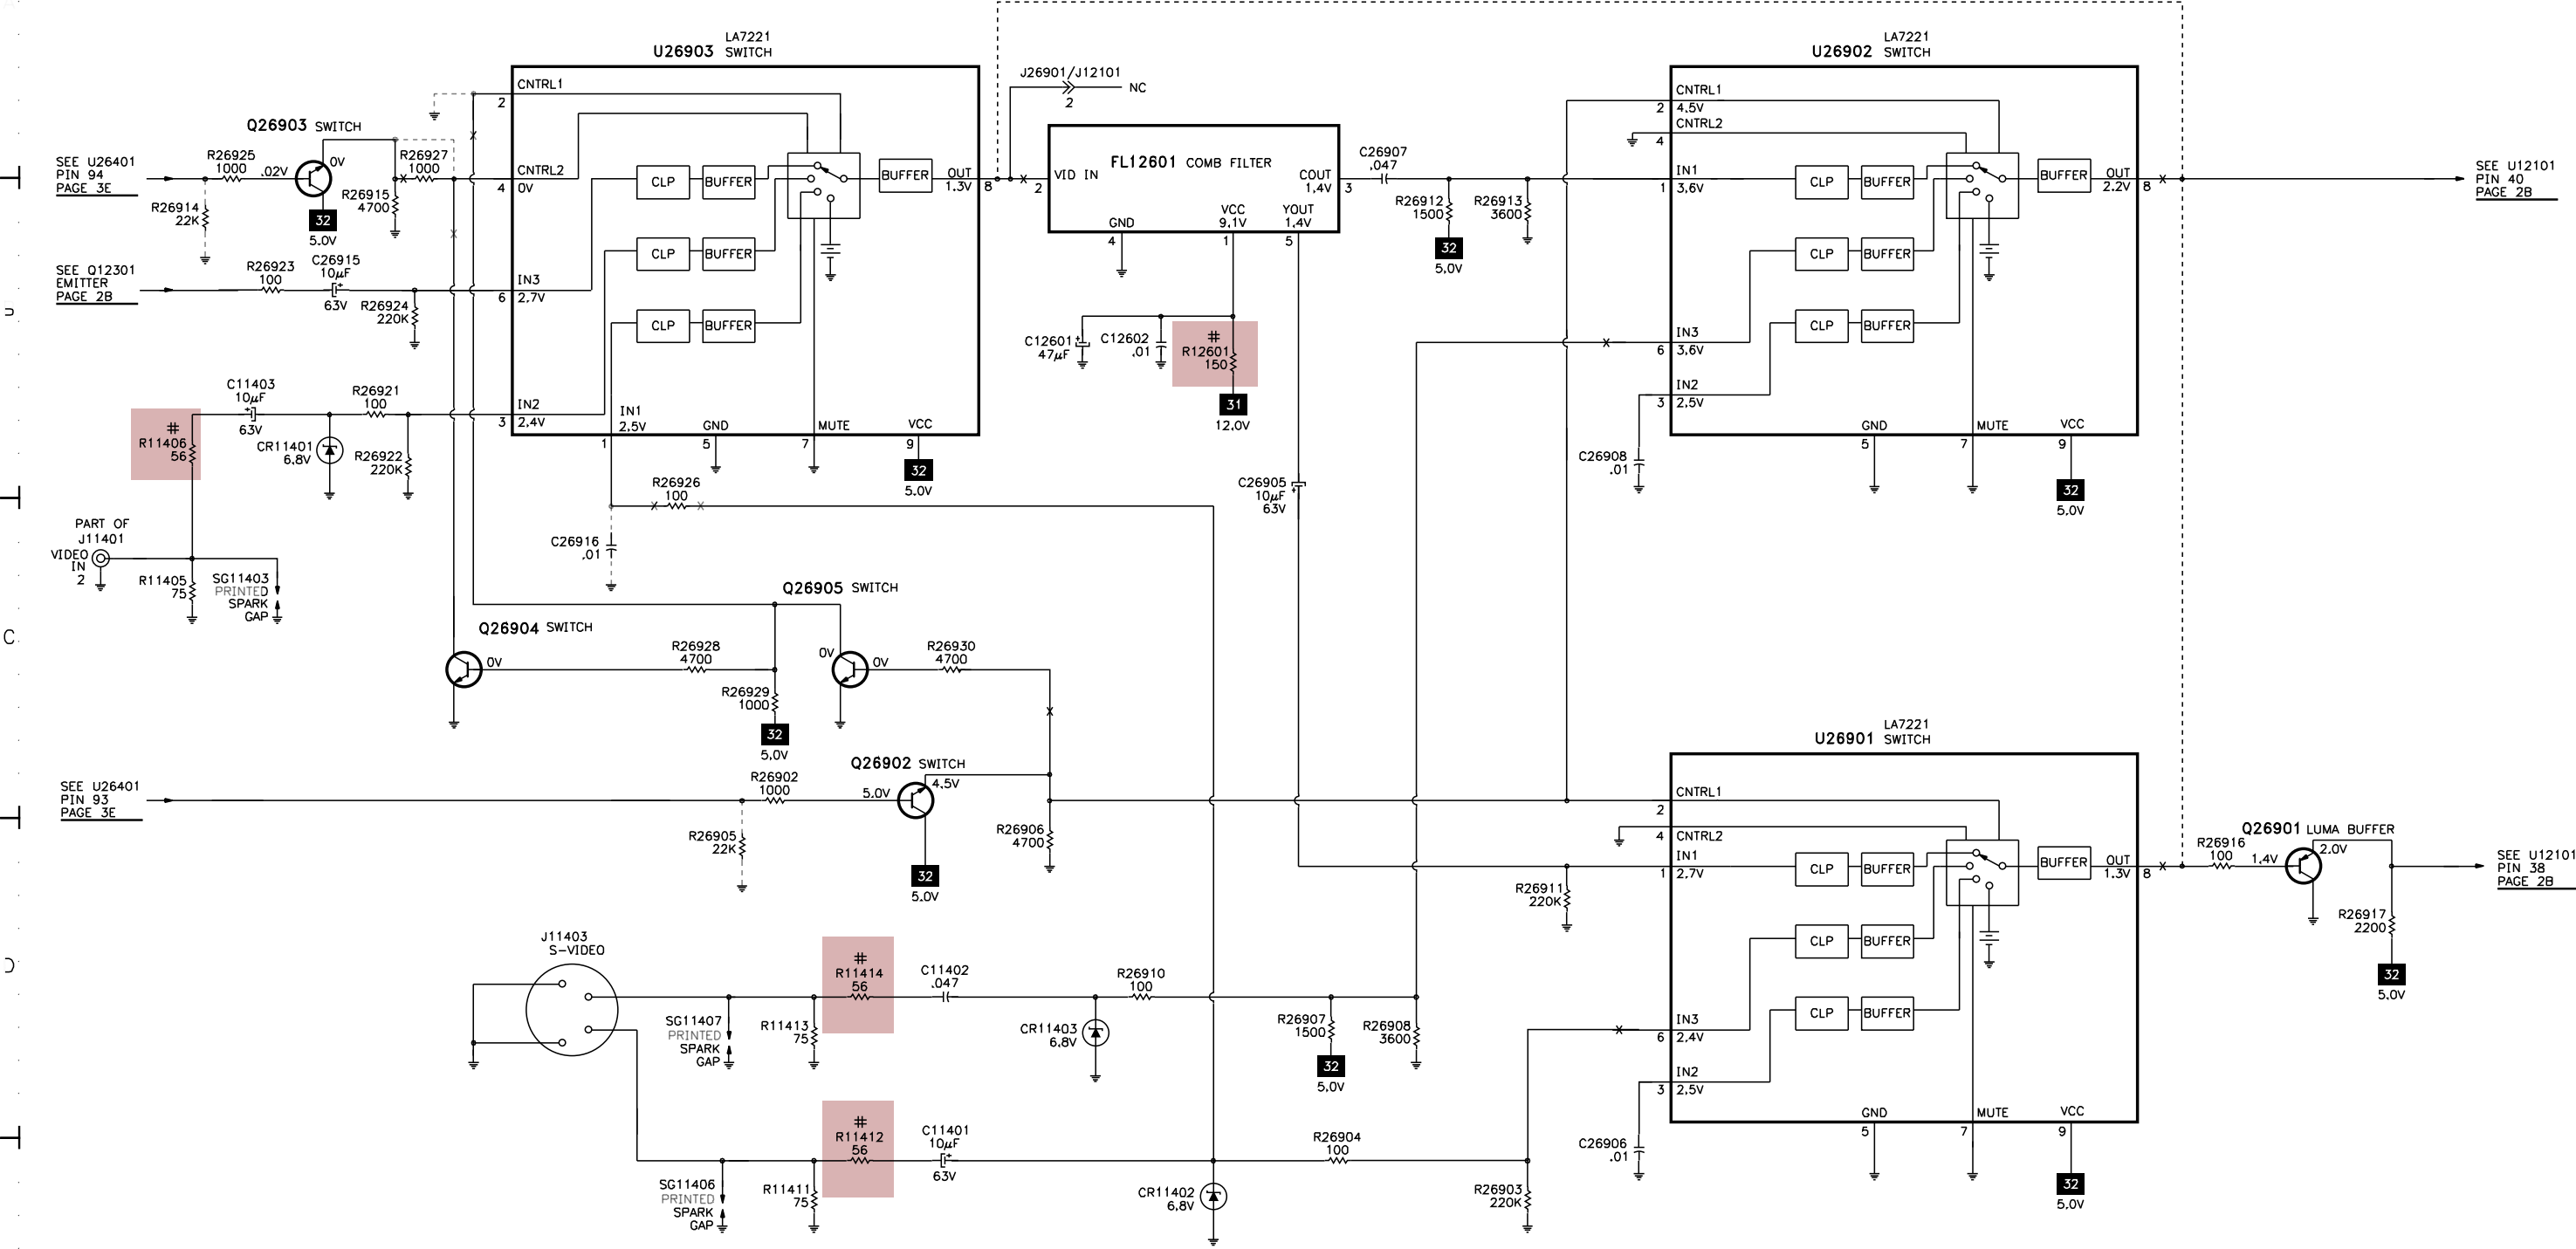 LA7221
U26903 SWITCH
CNTRL1
2
CNTRL2
4
0V
IN3
6
2.7V
IN2
3
2.4V
IN1
2.5V
1
GND
5
MUTE
7
VCC
9
32
5.0V
CLP
BUFFER
CLP
BUFFER
CLP
BUFFER
BUFFER
OUT
1.3V
8
Q26903 SWITCH
SEE U26401
PIN 94
PAGE 3E
R26925
1000
.02V
0V
R26927
1000
R26914
22K
R26915
4700
32
5.0V
SEE Q12301
EMITTER
PAGE 2B
R26923
100
C26915
10µF
+
63V
R26924
220K
C11403
10µF
+
63V
R26921
100
#
R11406
56
CR11401
6.8V
R26922
220K
PART OF
J11401
VIDEO
IN
2
R11405
75
SG11403
PRINTED
SPARK
GAP
R26926
100
C26916
.01
J26901/J12101
2
NC
FL12601 COMB FILTER
2
VID IN
COUT
1.4V
3
GND
4
VCC
9.1V
1
YOUT
1.4V
5
C12601
47µF
+
C12602
.01
#
R12601
150
31
12.0V
C26907
.047
R26912
1500
32
5.0V
R26913
3600
C26905
10µF
63V
+
LA7221
U26902 SWITCH
CNTRL1
2
4.5V
CNTRL2
4
IN1
1
3.6V
IN3
6
3.6V
IN2
3
2.5V
CLP
BUFFER
CLP
BUFFER
CLP
BUFFER
BUFFER
OUT
2.2V
8
GND
5
MUTE
7
VCC
9
32
5.0V
C26908
.01
SEE U12101
PIN 40
PAGE 2B
C
Q26905 SWITCH
Q26904 SWITCH
0V
R26928
4700
0V
0V
R26930
4700
R26929
1000
32
5.0V
Q26902 SWITCH
SEE U26401
PIN 93
PAGE 3E
R26902
1000
5.0V
4.5V
R26905
22K
R26906
4700
32
5.0V
LA7221
U26901 SWITCH
CNTRL1
2
4
CNTRL2
IN1
1
2.7V
IN3
6
2.4V
IN2
3
2.5V
CLP
BUFFER
CLP
BUFFER
CLP
BUFFER
BUFFER
OUT
1.3V
8
GND
5
MUTE
7
VCC
9
32
5.0V
R26911
220K
C26906
.01
R26916
100
Q26901 LUMA BUFFER
1.4V
2.0V
SEE U12101
PIN 38
PAGE 2B
R26917
2200
32
5.0V
J11403
S-VIDEO
SG11407
PRINTED
SPARK
GAP
R11413
75
#
R11414
56
C11402
.047
CR11403
6.8V
R26910
100
R26907
1500
32
5.0V
R26908
3600
SG11406
PRINTED
SPARK
GAP
R11411
75
#
R11412
56
C11401
10µF
+
63V
CR11402
6.8V
R26904
100
R26903
220K